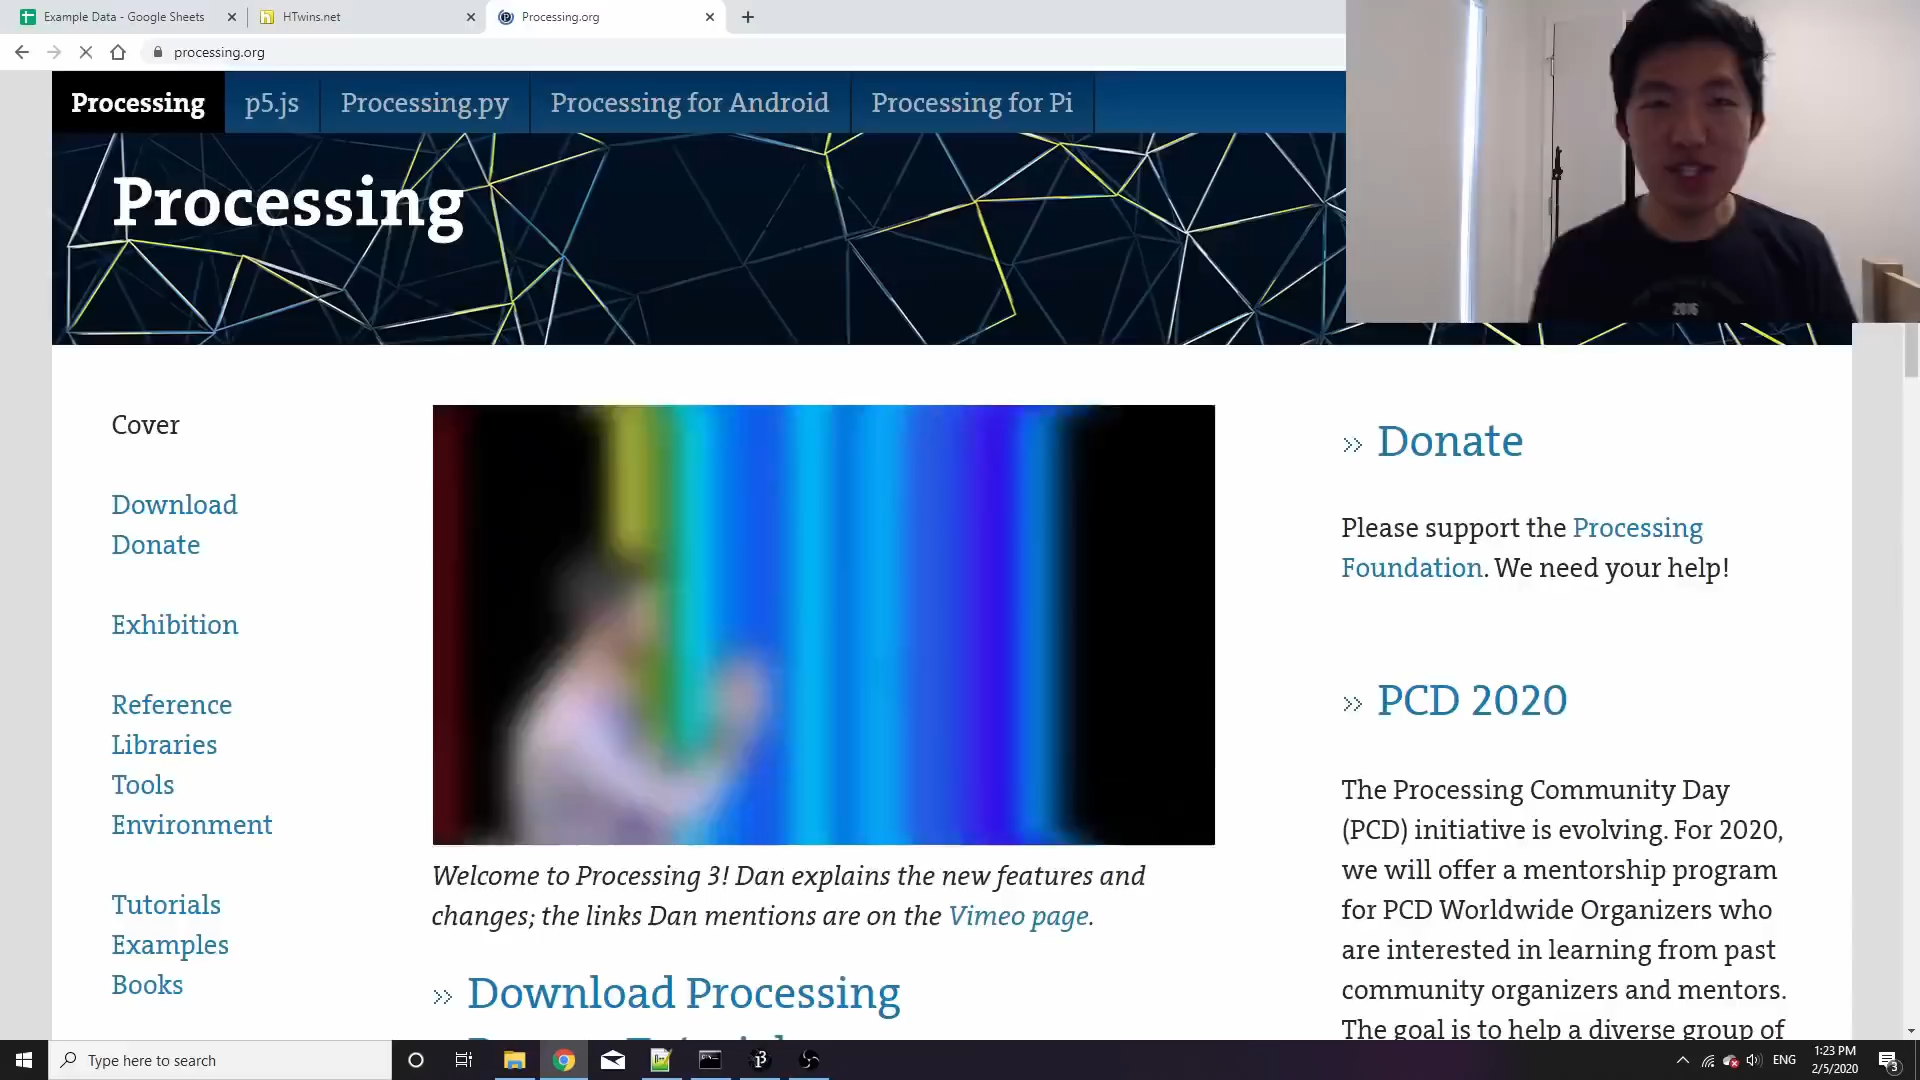 Example Data - Google Sheets
HTwins.net
Processing.org
processing.org
Processing
p5.js
Processing.py
Processing for Android
Processing for Pi
Processing
2016
Cover
Download
Donate
Exhibition
Reference
Libraries
Tools
Environment
Tutorials
Examples
Books
Welcome to Processing 3! Dan explains the new features and
changes; the links Dan mentions are on the Vimeo page.
» Download Processing
» Donate
Please support the Processing
Foundation. We need your help!
» PCD 2020
The Processing Community Day
(PCD) initiative is evolving. For 2020,
we will offer a mentorship program
for PCD Worldwide Organizers who
are interested in learning from past
community organizers and mentors.
The goal is to help a diverse group of
Type here to search
ENG
1:23 PM
2/5/2020
3